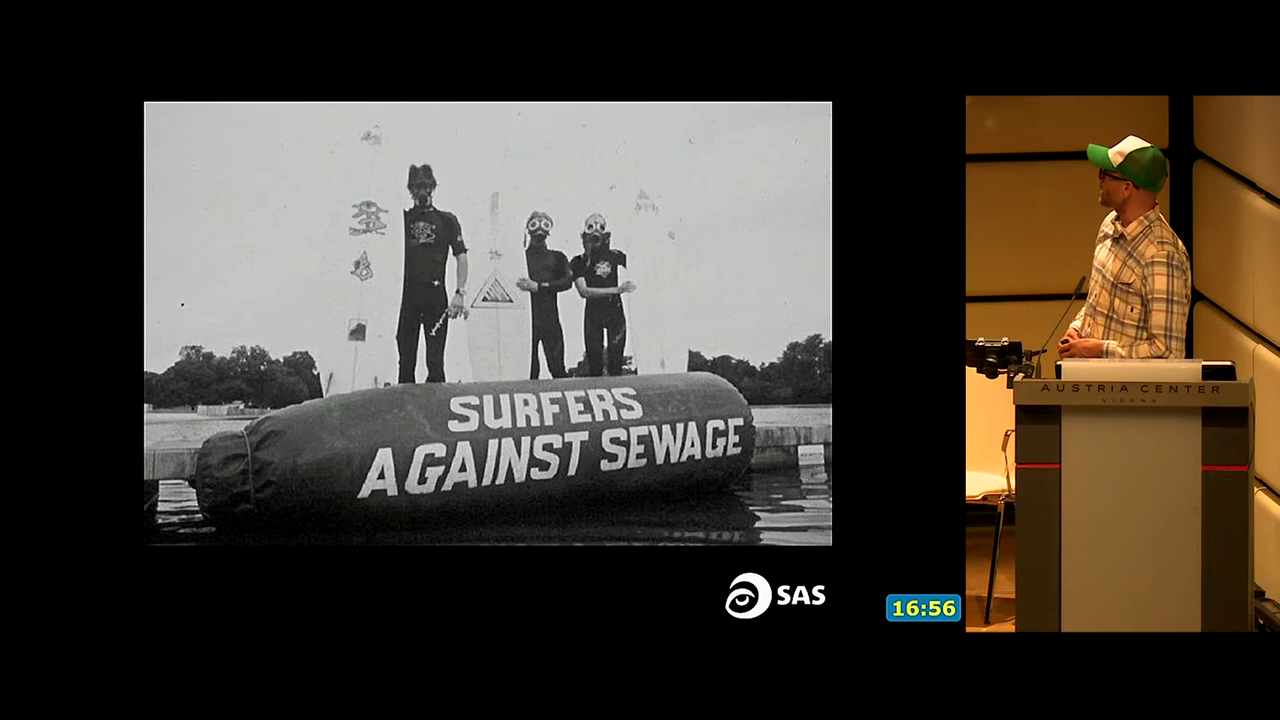 SURFERS
AGAINST SEWAGE
SAS
16:56
AUSTRIA CENTER
VIENNA